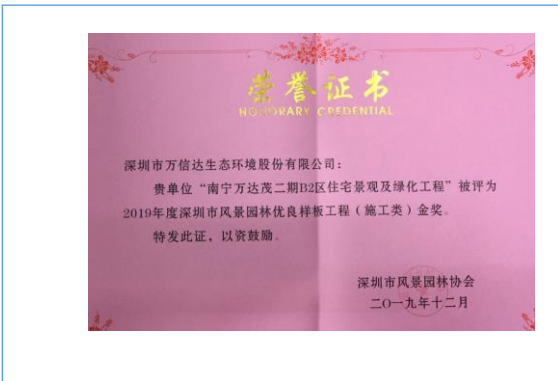 荣誉证书
HONORARY CREDENTIAL
深圳市万信达生态环境股份有限公司：
贵单位“南宁万达茂二期B2区住宅景观及绿化工程”被评为
2019年度深圳市风景园林优良样板工程（施工类）金奖。
特发此证，以资鼓励。
深圳市风景园林协会
二〇一九年十二月